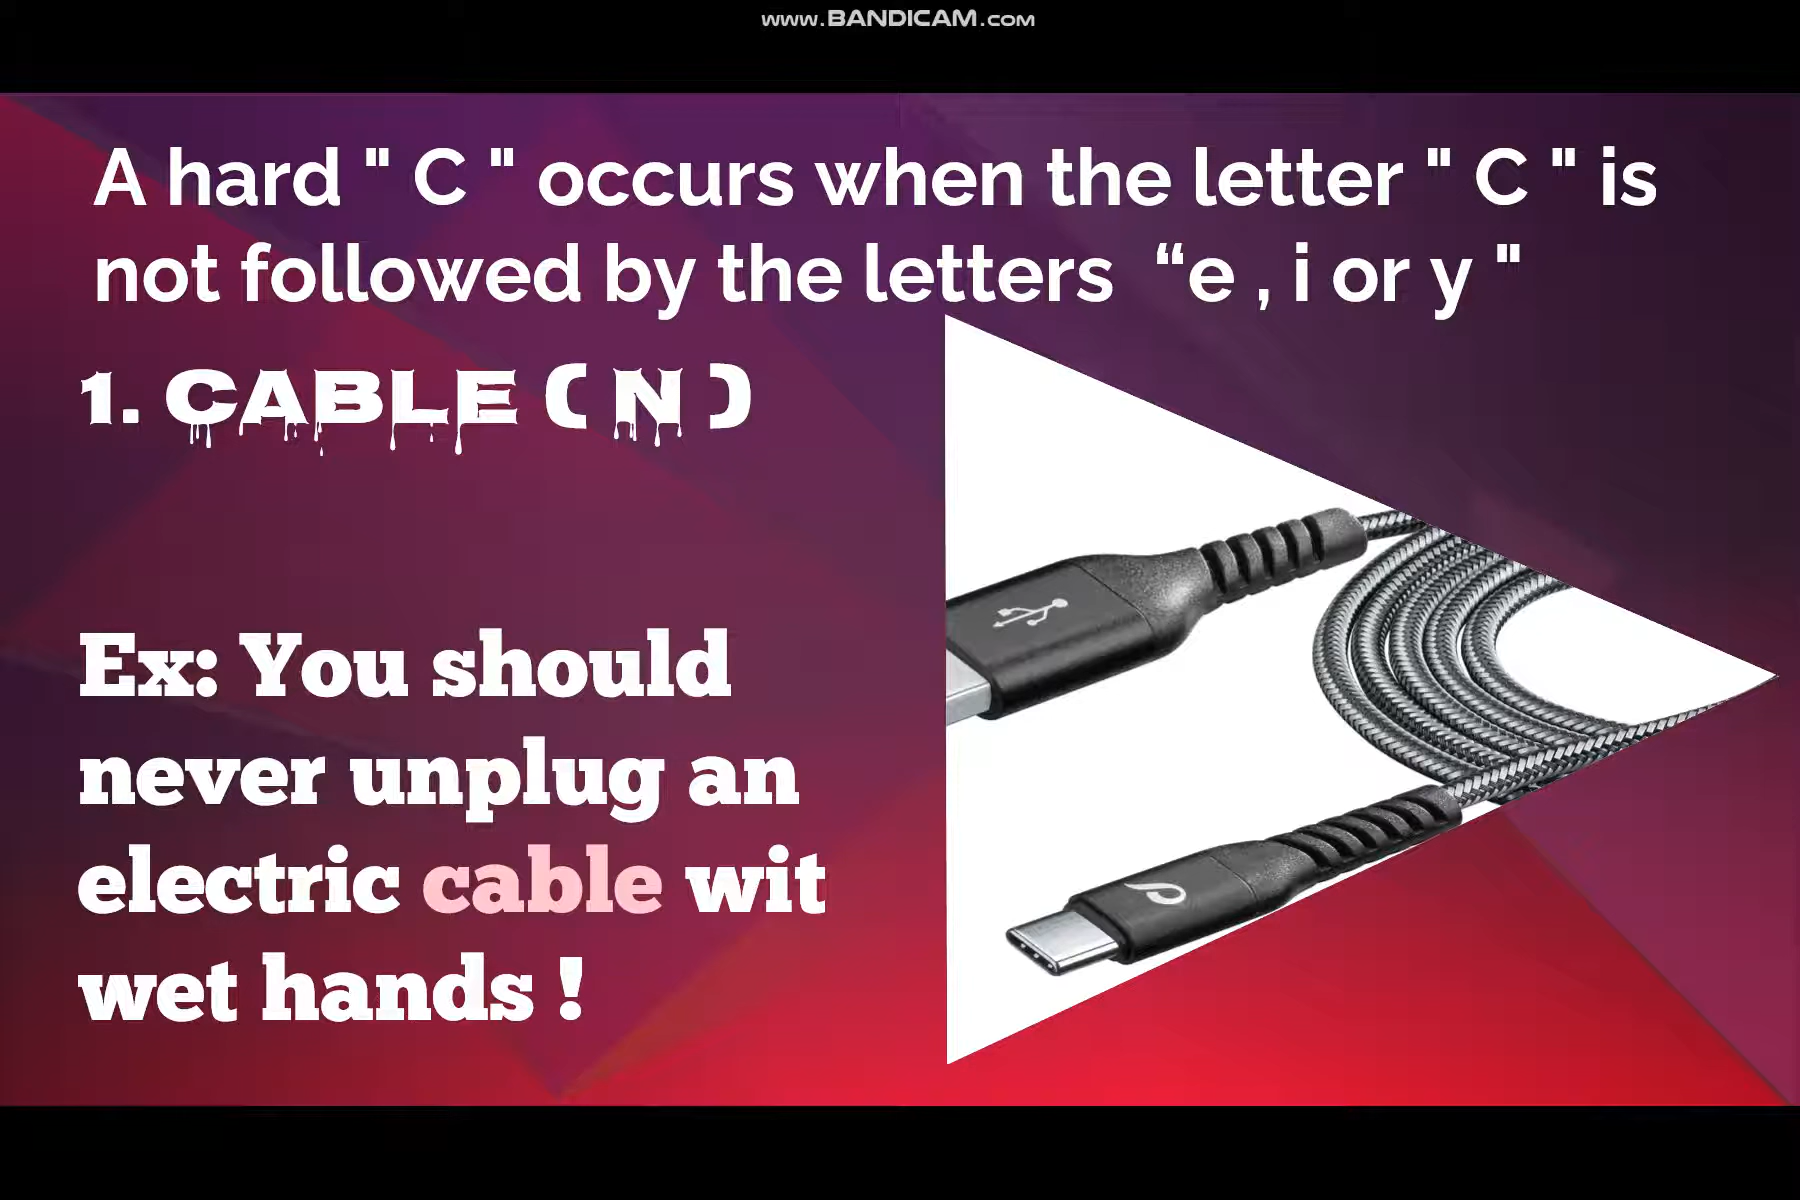 www.BANDICAM.com
A hard " C " occurs when the letter " C " is
not followed by the letters “e , i or y "
1. CABLE ( N )
Ex: You should
never unplug an
electric cable wit
wet hands !